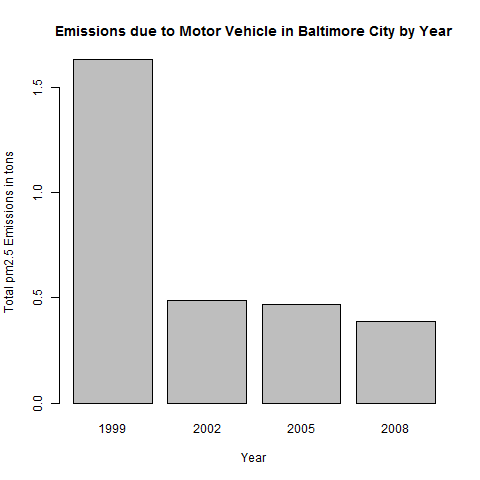 Emissions due to Motor Vehicle in Baltimore City by Year
Total pm2.5 Emissions in tons
1.5
1.0
0.5
0.0
1999 2002 2005 2008
Year